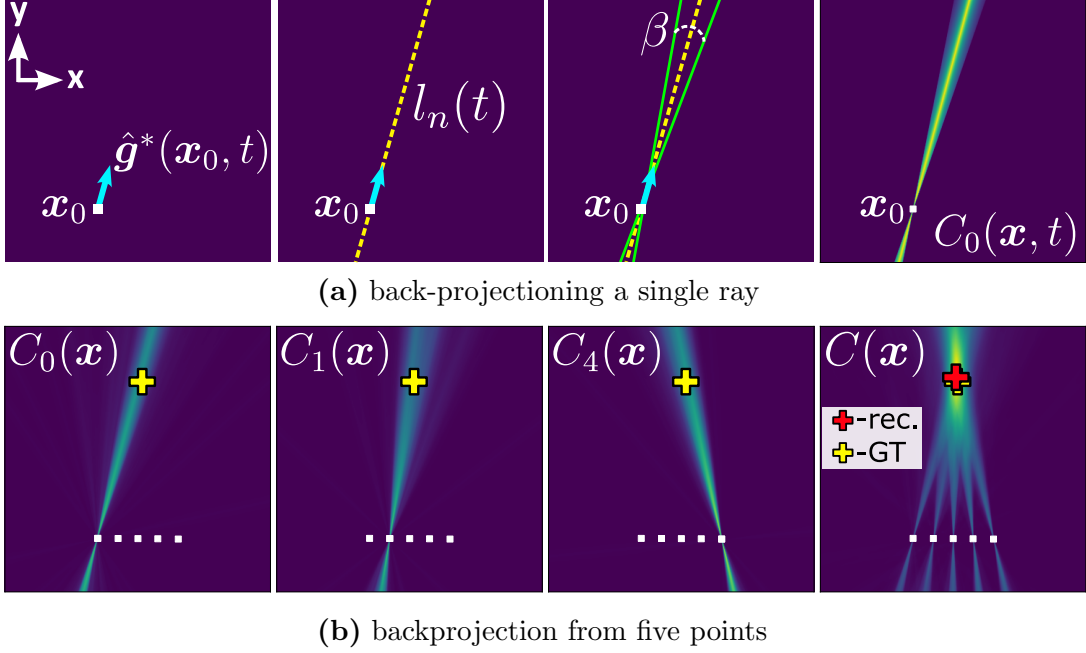 y
x
x₀
ĝ*(x₀, t)
x₀
lₙ(t)
x₀
β
x₀
C₀(x, t)
(a) back-projectioning a single ray
C₀(x)
C₁(x)
C₄(x)
C(x)
-rec.
-GT
(b) backprojection from five points